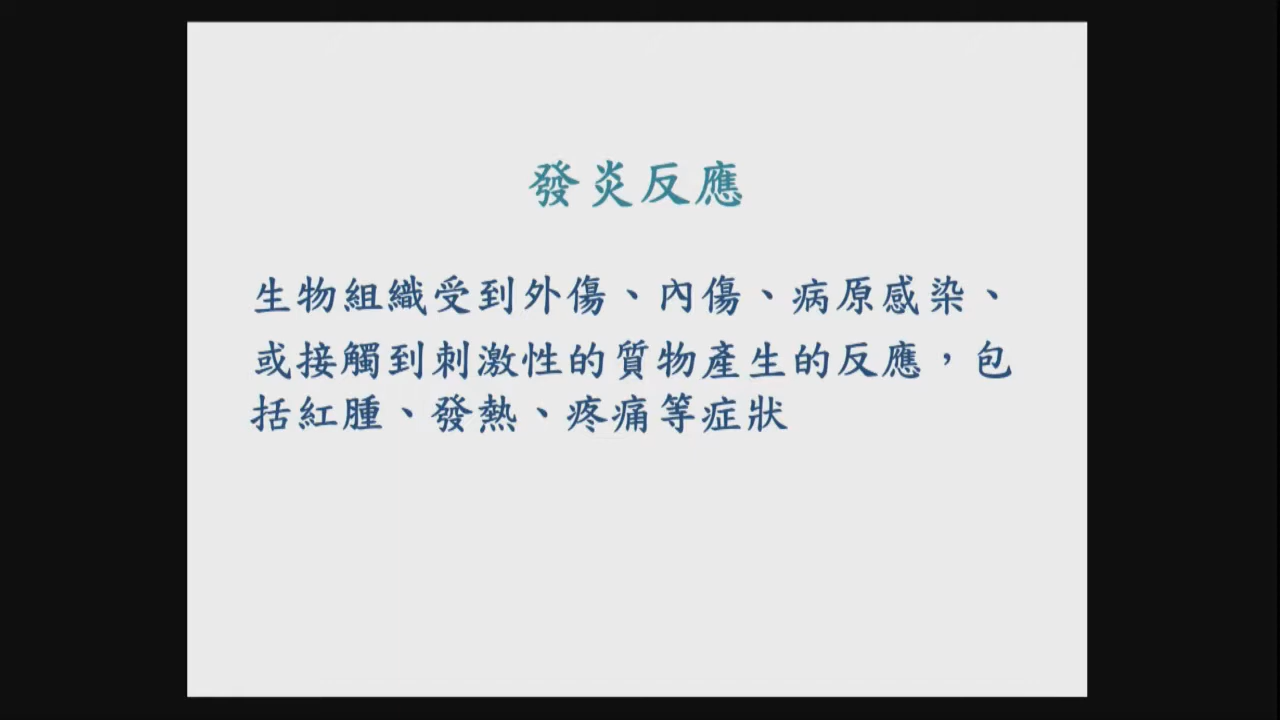 發炎反應
生物組織受到外傷、內傷、病原感染、
或接觸到刺激性的質物產生的反應，包
括紅腫、發熱、疼痛等症狀